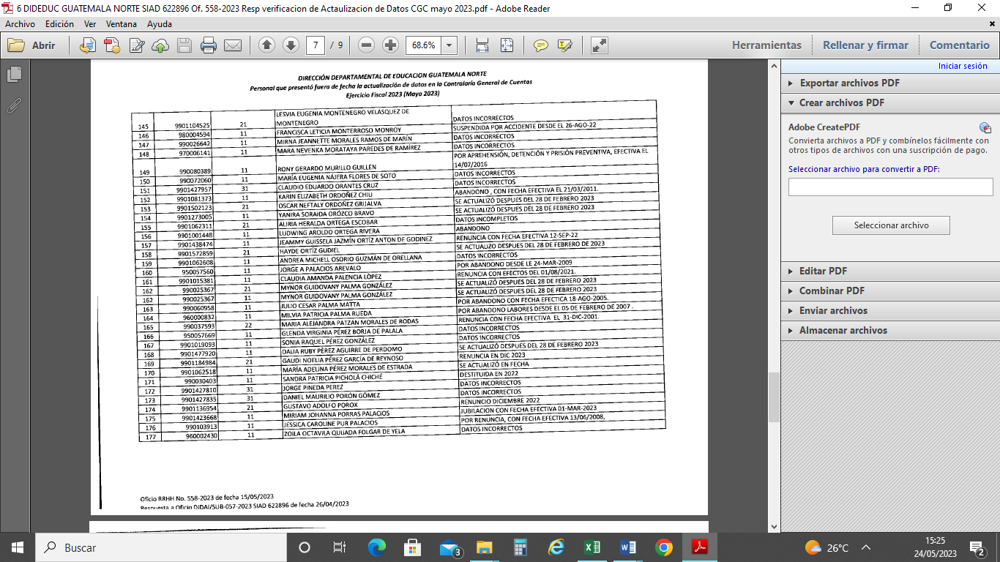 6 DIDEDUC GUATEMALA NORTE SIAD 622896 Of. 558-2023 Resp verificacion de Actaulizacion de Datos CGC mayo 2023.pdf - Adobe Reader
Archivo Edición Ver Ventana Ayuda
Abrir 7 / 9 68.6% Herramientas Rellenar y firmar Comentario
Iniciar sesión
Exportar archivos PDF
Crear archivos PDF
Adobe CreatePDF
Convierta archivos a PDF y combínelos fácilmente con
otros tipos de archivos con una suscripción de pago.
Seleccionar archivo para convertir a PDF:
Seleccionar archivo
Editar PDF
Combinar PDF
Enviar archivos
Almacenar archivos
DIRECCIÓN DEPARTAMENTAL DE EDUCACION GUATEMALA NORTE
Personal que presentó fuera de fecha la actualización de datos en la Contraloría General de Cuentas
Ejercicio Fiscal 2023 (Mayo 2023)
145 9901104525 21 LESVIA EUGENIA MONTENEGRO VELÁSQUEZ DE
MONTENEGRO DATOS INCORRECTOS
146 980004594 11 FRANCISCA LETICIA MONTERROSO MONROY SUSPENDIDA POR ACCIDENTE DESDE EL 26-AGO-22
147 990026642 11 MIRNA JEANNETTE MORALES RAMOS DE MARÍN DATOS INCORRECTOS
148 970006141 11 MARA NEVENKA MORATAYA PAREDES DE RAMÍREZ DATOS INCORRECTOS
149 990080389 11 RONY GERARDO MURILLO GUILLEN POR APREHENSIÓN, DETENCIÓN Y PRISIÓN PREVENTIVA, EFECTIVA EL
14/07/2016
150 990072060 11 MARÍA EUGENIA NÁJERA FLORES DE SOTO DATOS INCORRECTOS
151 9901427957 31 CLAUDIO EDUARDO ORANTES CRUZ DATOS INCORRECTOS
152 9901081373 11 KARIN ELIZABETH ORDOÑEZ CHIU ABANDONO , CON FECHA EFECTIVA EL 21/03/2011.
153 9901502123 21 OSCAR NEFTALY ORDOÑEZ GRIJALVA SE ACTUALIZÓ DESPUES DEL 28 DE FEBRERO 2023
154 9901273005 11 YANIRA SORAIDA OROZCO BRAVO SE ACTUALIZÓ DESPUES DEL 28 DE FEBRERO 2023
155 9901062311 21 ALIRIA HERALDA ORTEGA ESCOBAR DATOS INCOMPLETOS
156 9901001448 11 LUDWING AROLDO ORTEGA RIVERA ABANDONO
157 9901438474 11 JEAMMY GUISSELA JAZMÍN ORTÍZ ANTON DE GODINEZ RENUNCIA CON FECHA EFECTIVA 12-SEP-22
158 9901572859 21 HAYDE ORTÍZ GUDIEL SE ACTUALIZO DESPUES DEL 28 DE FEBRERO DE 2023
159 9901062608 11 ANDREA MICHELL OSORIO GUZMÁN DE ORELLANA DATOS INCORRECTOS
160 950057560 11 JORGE A PALACIOS AREVALO POR ABANDONO DESDE LE 24-MAR-2009
161 9901015381 11 CLAUDIA AMANDA PALENCIA LÓPEZ RENUNCIA CON EFECTOS DEL 01/08/2021.
162 990025367 21 MYNOR GUIDOVANY PALMA GONZÁLEZ SE ACTUALIZÓ DESPUES DEL 28 DE FEBRERO 2023
162 990025367 11 MYNOR GUIDOVANY PALMA GONZÁLEZ SE ACTUALIZÓ DESPUES DEL 28 DE FEBRERO 2023
163 990060958 11 JULIO CESAR PALMA MATTA POR ABANDONO CON FECHA EFECTICA 18-AGO-2005.
164 960000832 11 MILVIA PATRICIA PALMA RUEDA POR ABANDONO LABORES DESDE EL 05 DE FEBRERO DE 2007 .
165 990037593 22 MARIA ALEJANDRA PATZAN MORALES DE RODAS RENUNCIA CON FECHA EFECTIVA EL 31-DIC-2001.
166 950057669 11 GLENDA VIRGINIA PÉREZ BORJA DE PALALA DATOS INCORRECTOS
167 9901019093 11 SONIA RAQUEL PÉREZ GONZÁLEZ DATOS INCORRECTOS
168 9901477920 11 DALIA RUBY PÉREZ AGUIRRE DE PERDOMO SE ACTUALIZÓ DESPUES DEL 28 DE FEBRERO 2023
169 9901184984 21 GAUDI NOELIA PÉREZ GARCÍA DE REYNOSO RENUNCIA EN DIC 2023
170 9901062518 11 MARÍA ADELINA PÉREZ MORALES DE ESTRADA SE ACTUALIZÓ EN FECHA
171 990030403 11 SANDRA PATRICIA PICHOLÁ CHICHÉ DESTITUIDA EN 2022
172 9901427810 31 JORGE PINEDA PEREZ DATOS INCORRECTOS
173 9901427835 31 DANIEL MAURILIO PORÓN GÓMEZ DATOS INCORRECTOS
174 9901136954 21 GUSTAVO ADOLFO POROX RENUNCIO DICIEMBRE 2022
175 9901423668 11 MIRIAM JOHANNA PORRAS PALACIOS JUBILACION CON FECHA EFECTIVA 01-MAR-2023
176 990103913 11 JESSICA CAROLINE PUR PALACIOS POR RENUNCIA, CON FECHA EFECTIVA 13/06/2008,
177 960002430 11 ZOILA OCTAVILA QUIJADA FOLGAR DE YELA DATOS INCORRECTOS
Oficio RRHH No. 558-2023 de fecha 15/05/2023
Respuesta a Oficio DIDAI/SUB-057-2023 SIAD 622896 de fecha 26/04/2023
Buscar 3 26°C 15:25
24/05/2023 2